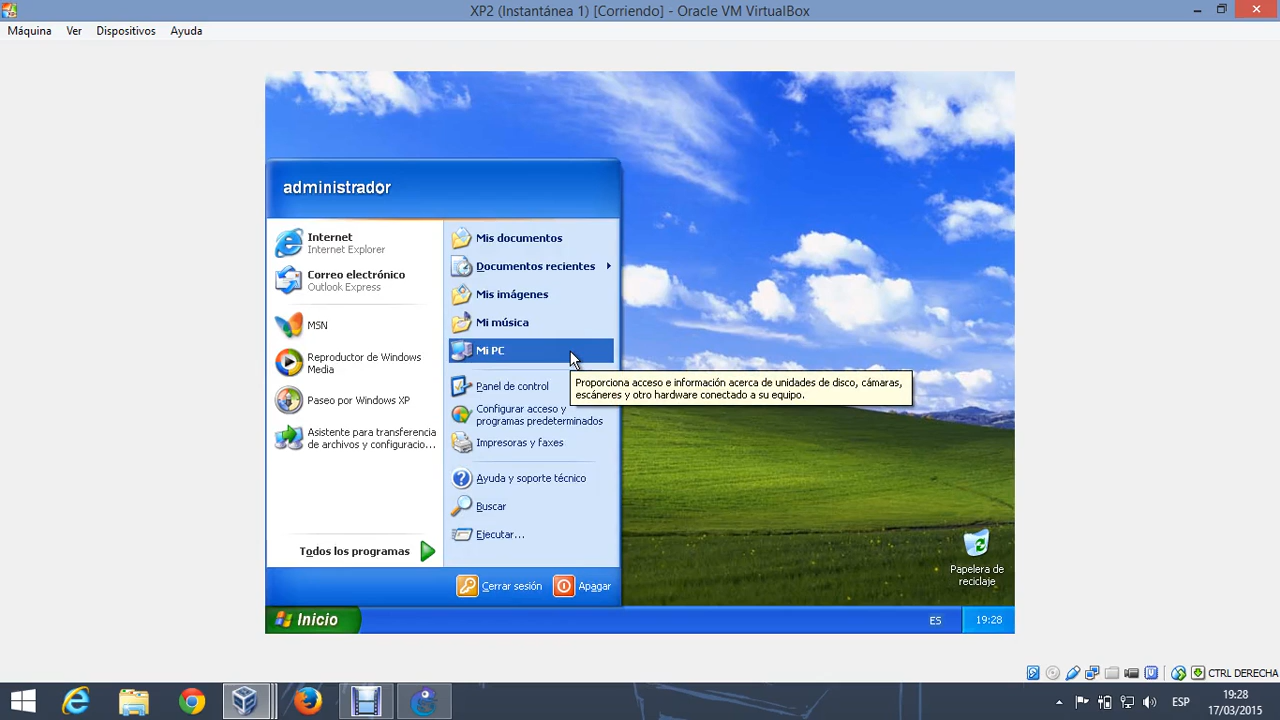 XP2 (Instantánea 1) [Corriendo] - Oracle VM VirtualBox
Máquina Ver Dispositivos Ayuda
administrador
Internet
Internet Explorer
Correo electrónico
Outlook Express
MSN
Reproductor de Windows
Media
Paseo por Windows XP
Asistente para transferencia
de archivos y configuracio...
Todos los programas
Mis documentos
Documentos recientes
Mis imágenes
Mi música
Mi PC
Proporciona acceso e información acerca de unidades de disco, cámaras,
escáneres y otro hardware conectado a su equipo.
Panel de control
Configurar acceso y
programas predeterminados
Impresoras y faxes
Ayuda y soporte técnico
Buscar
Ejecutar...
Cerrar sesión Apagar
Papelera de
reciclaje
Inicio
ES 19:28
CTRL DERECHA
ESP
19:28
17/03/2015